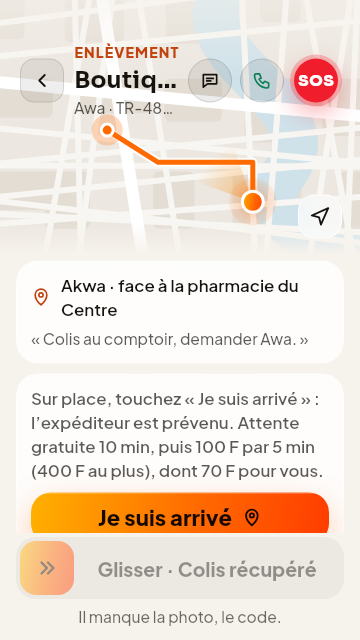 ENLÈVEMENT
Boutiq...
Awa · TR-48...
SOS
Akwa · face à la pharmacie du
Centre
« Colis au comptoir, demander Awa. »
Sur place, touchez « Je suis arrivé » :
l’expéditeur est prévenu. Attente
gratuite 10 min, puis 100 F par 5 min
(400 F au plus), dont 70 F pour vous.
Je suis arrivé
Glisser · Colis récupéré
Il manque la photo, le code.